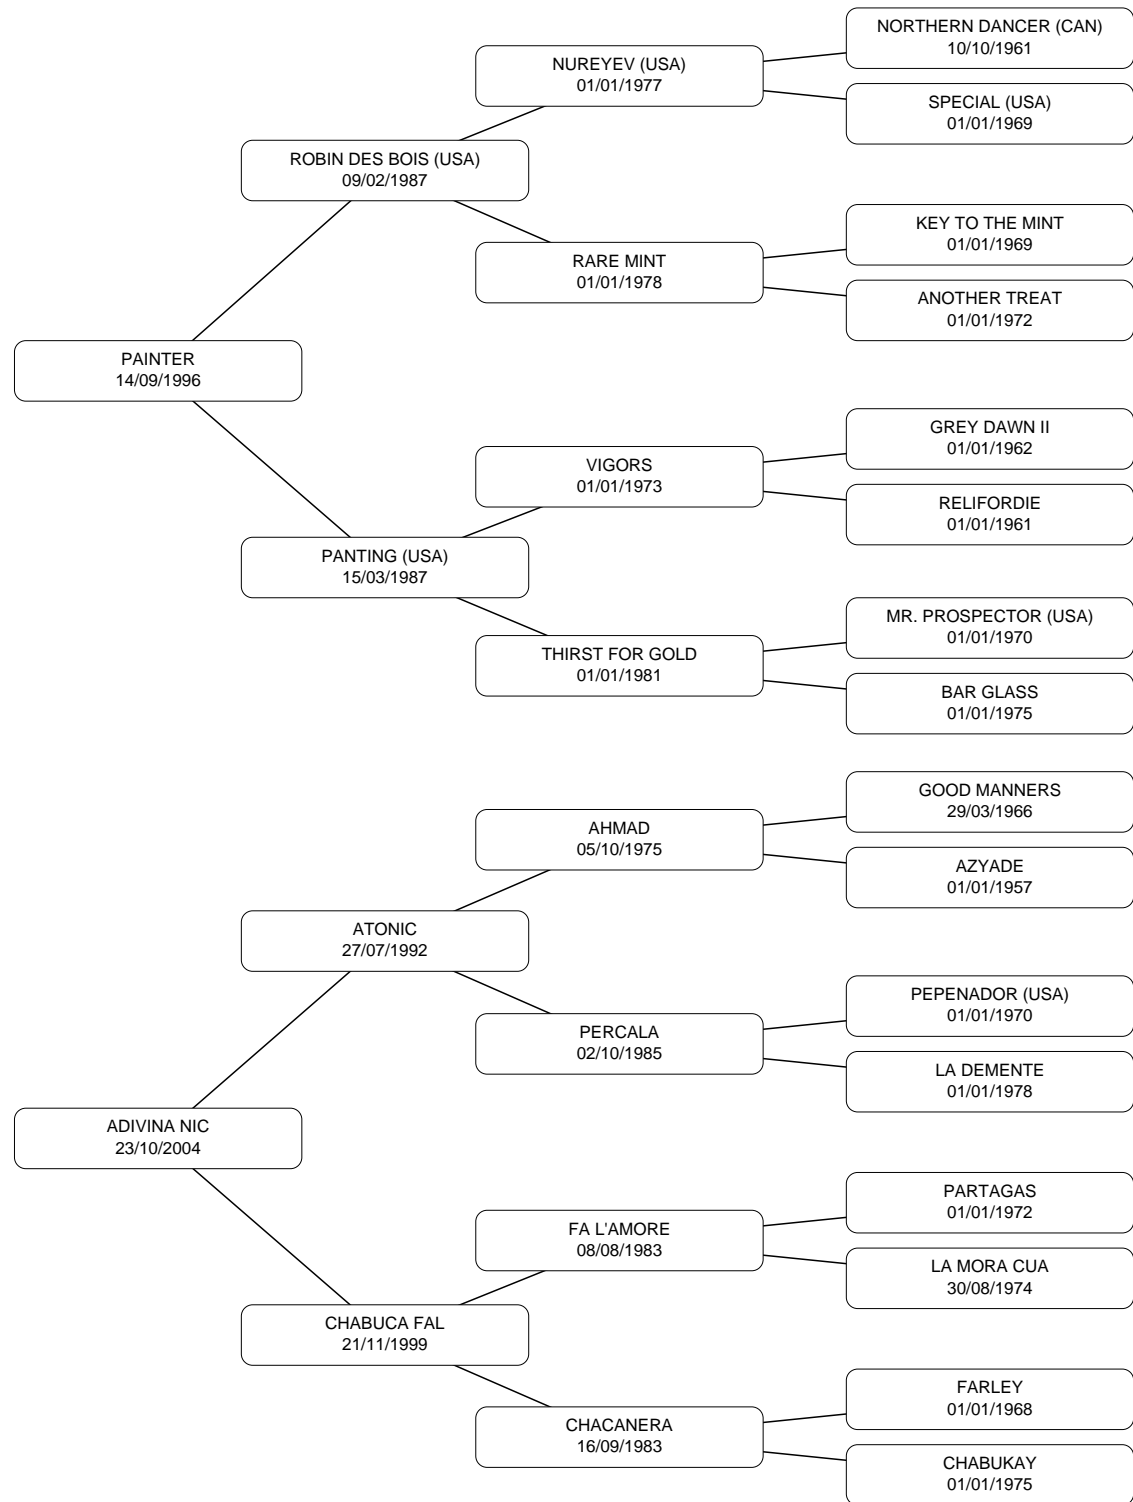 NORTHERN DANCER (CAN)
10/10/1961
NUREYEV (USA)
01/01/1977
SPECIAL (USA)
01/01/1969
ROBIN DES BOIS (USA)
09/02/1987
KEY TO THE MINT
01/01/1969
RARE MINT
01/01/1978
ANOTHER TREAT
01/01/1972
PAINTER
14/09/1996
GREY DAWN II
01/01/1962
VIGORS
01/01/1973
RELIFORDIE
01/01/1961
PANTING (USA)
15/03/1987
MR. PROSPECTOR (USA)
01/01/1970
THIRST FOR GOLD
01/01/1981
BAR GLASS
01/01/1975
GOOD MANNERS
29/03/1966
AHMAD
05/10/1975
AZYADE
01/01/1957
ATONIC
27/07/1992
PEPENADOR (USA)
01/01/1970
PERCALA
02/10/1985
LA DEMENTE
01/01/1978
ADIVINA NIC
23/10/2004
PARTAGAS
01/01/1972
FA L'AMORE
08/08/1983
LA MORA CUA
30/08/1974
CHABUCA FAL
21/11/1999
FARLEY
01/01/1968
CHACANERA
16/09/1983
CHABUKAY
01/01/1975